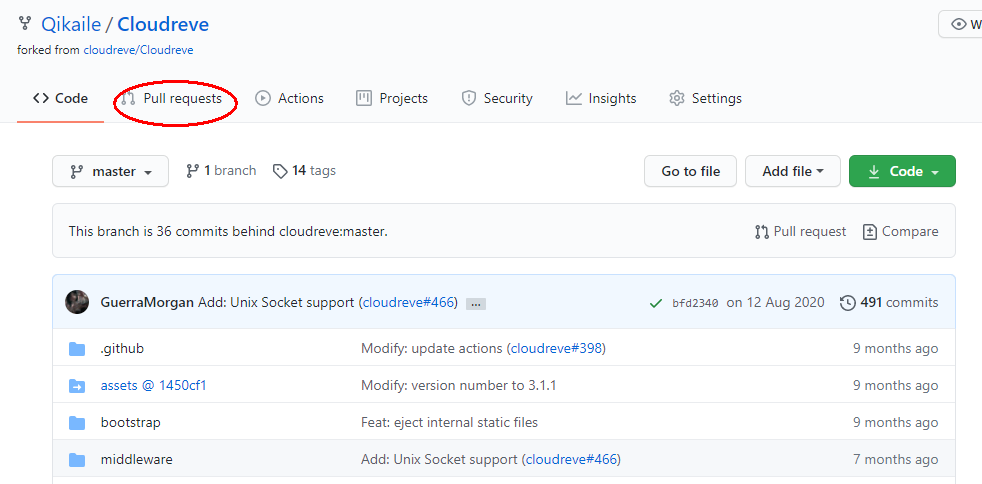 Qikaile / Cloudreve
W
forked from cloudreve/Cloudreve
Code Pull requests Actions Projects Security Insights Settings
master 1 branch 14 tags Go to file Add file Code
This branch is 36 commits behind cloudreve:master. Pull request Compare
GuerraMorgan Add: Unix Socket support (cloudreve#466) ... bfd2340 on 12 Aug 2020 491 commits
.github Modify: update actions (cloudreve#398) 9 months ago
assets @ 1450cf1 Modify: version number to 3.1.1 9 months ago
bootstrap Feat: eject internal static files 9 months ago
middleware Add: Unix Socket support (cloudreve#466) 7 months ago